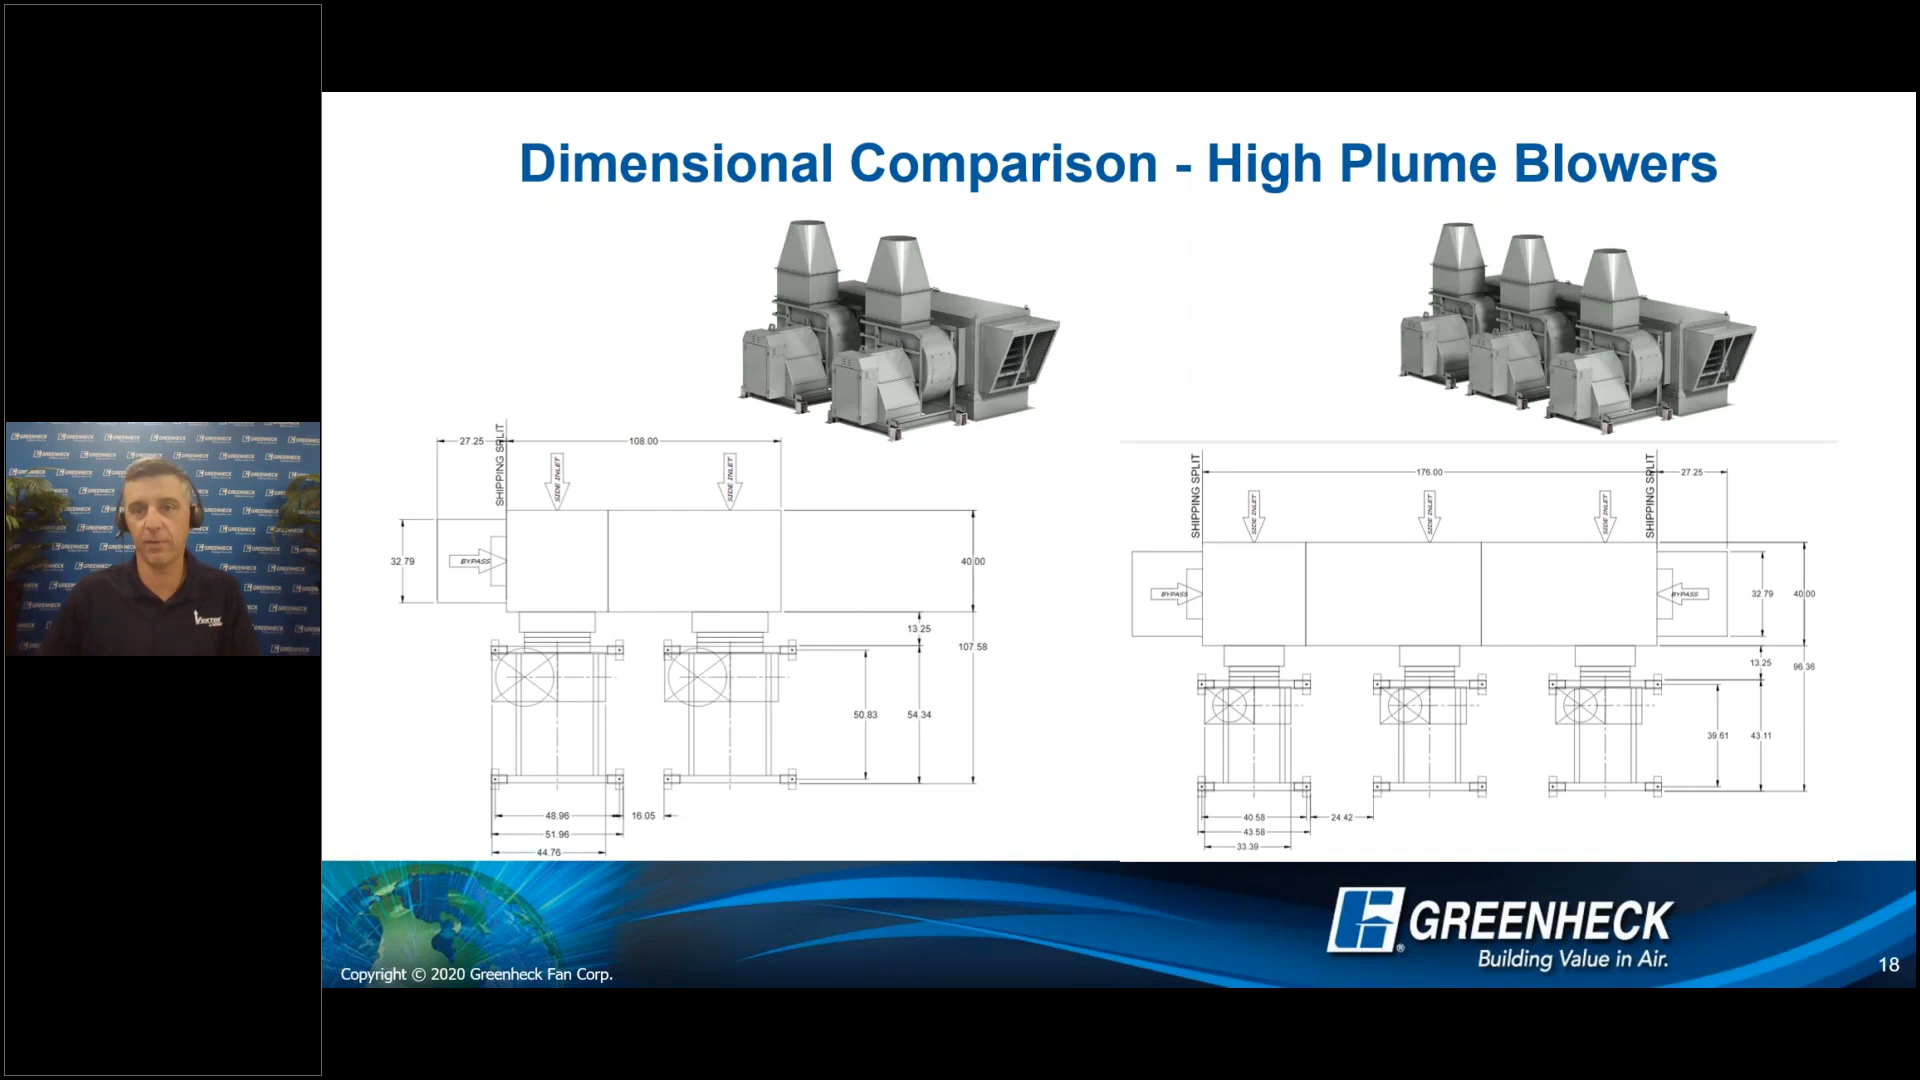 Dimensional Comparison - High Plume Blowers
27.25
SHIPPING SPLIT
108.00
SIDE INLET
SIDE INLET
32.79
BYPASS
40.00
13.25
107.58
50.83
54.34
48.96
16.05
51.96
44.76
SHIPPING SPLIT
176.00
SHIPPING SPLIT
27.25
SIDE INLET
SIDE INLET
SIDE INLET
BYPASS
BYPASS
32.79
40.00
13.25
96.36
39.61
43.11
40.58
24.42
43.58
33.39
GREENHECK
Building Value in Air.
Copyright © 2020 Greenheck Fan Corp.
18